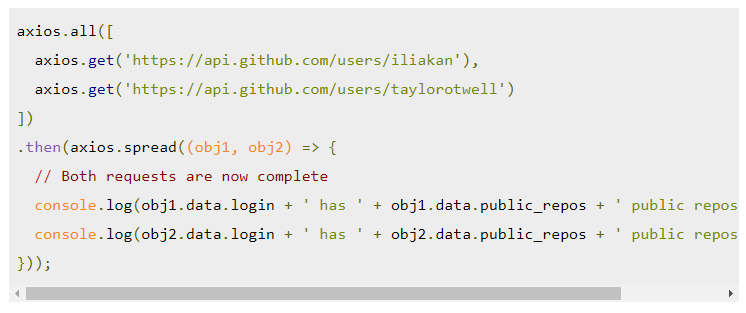 axios.all([
  axios.get('https://api.github.com/users/iliakan'),
  axios.get('https://api.github.com/users/taylorotwell')
])
.then(axios.spread((obj1, obj2) => {
  // Both requests are now complete
  console.log(obj1.data.login + ' has ' + obj1.data.public_repos + ' public repos
  console.log(obj2.data.login + ' has ' + obj2.data.public_repos + ' public repos
}));